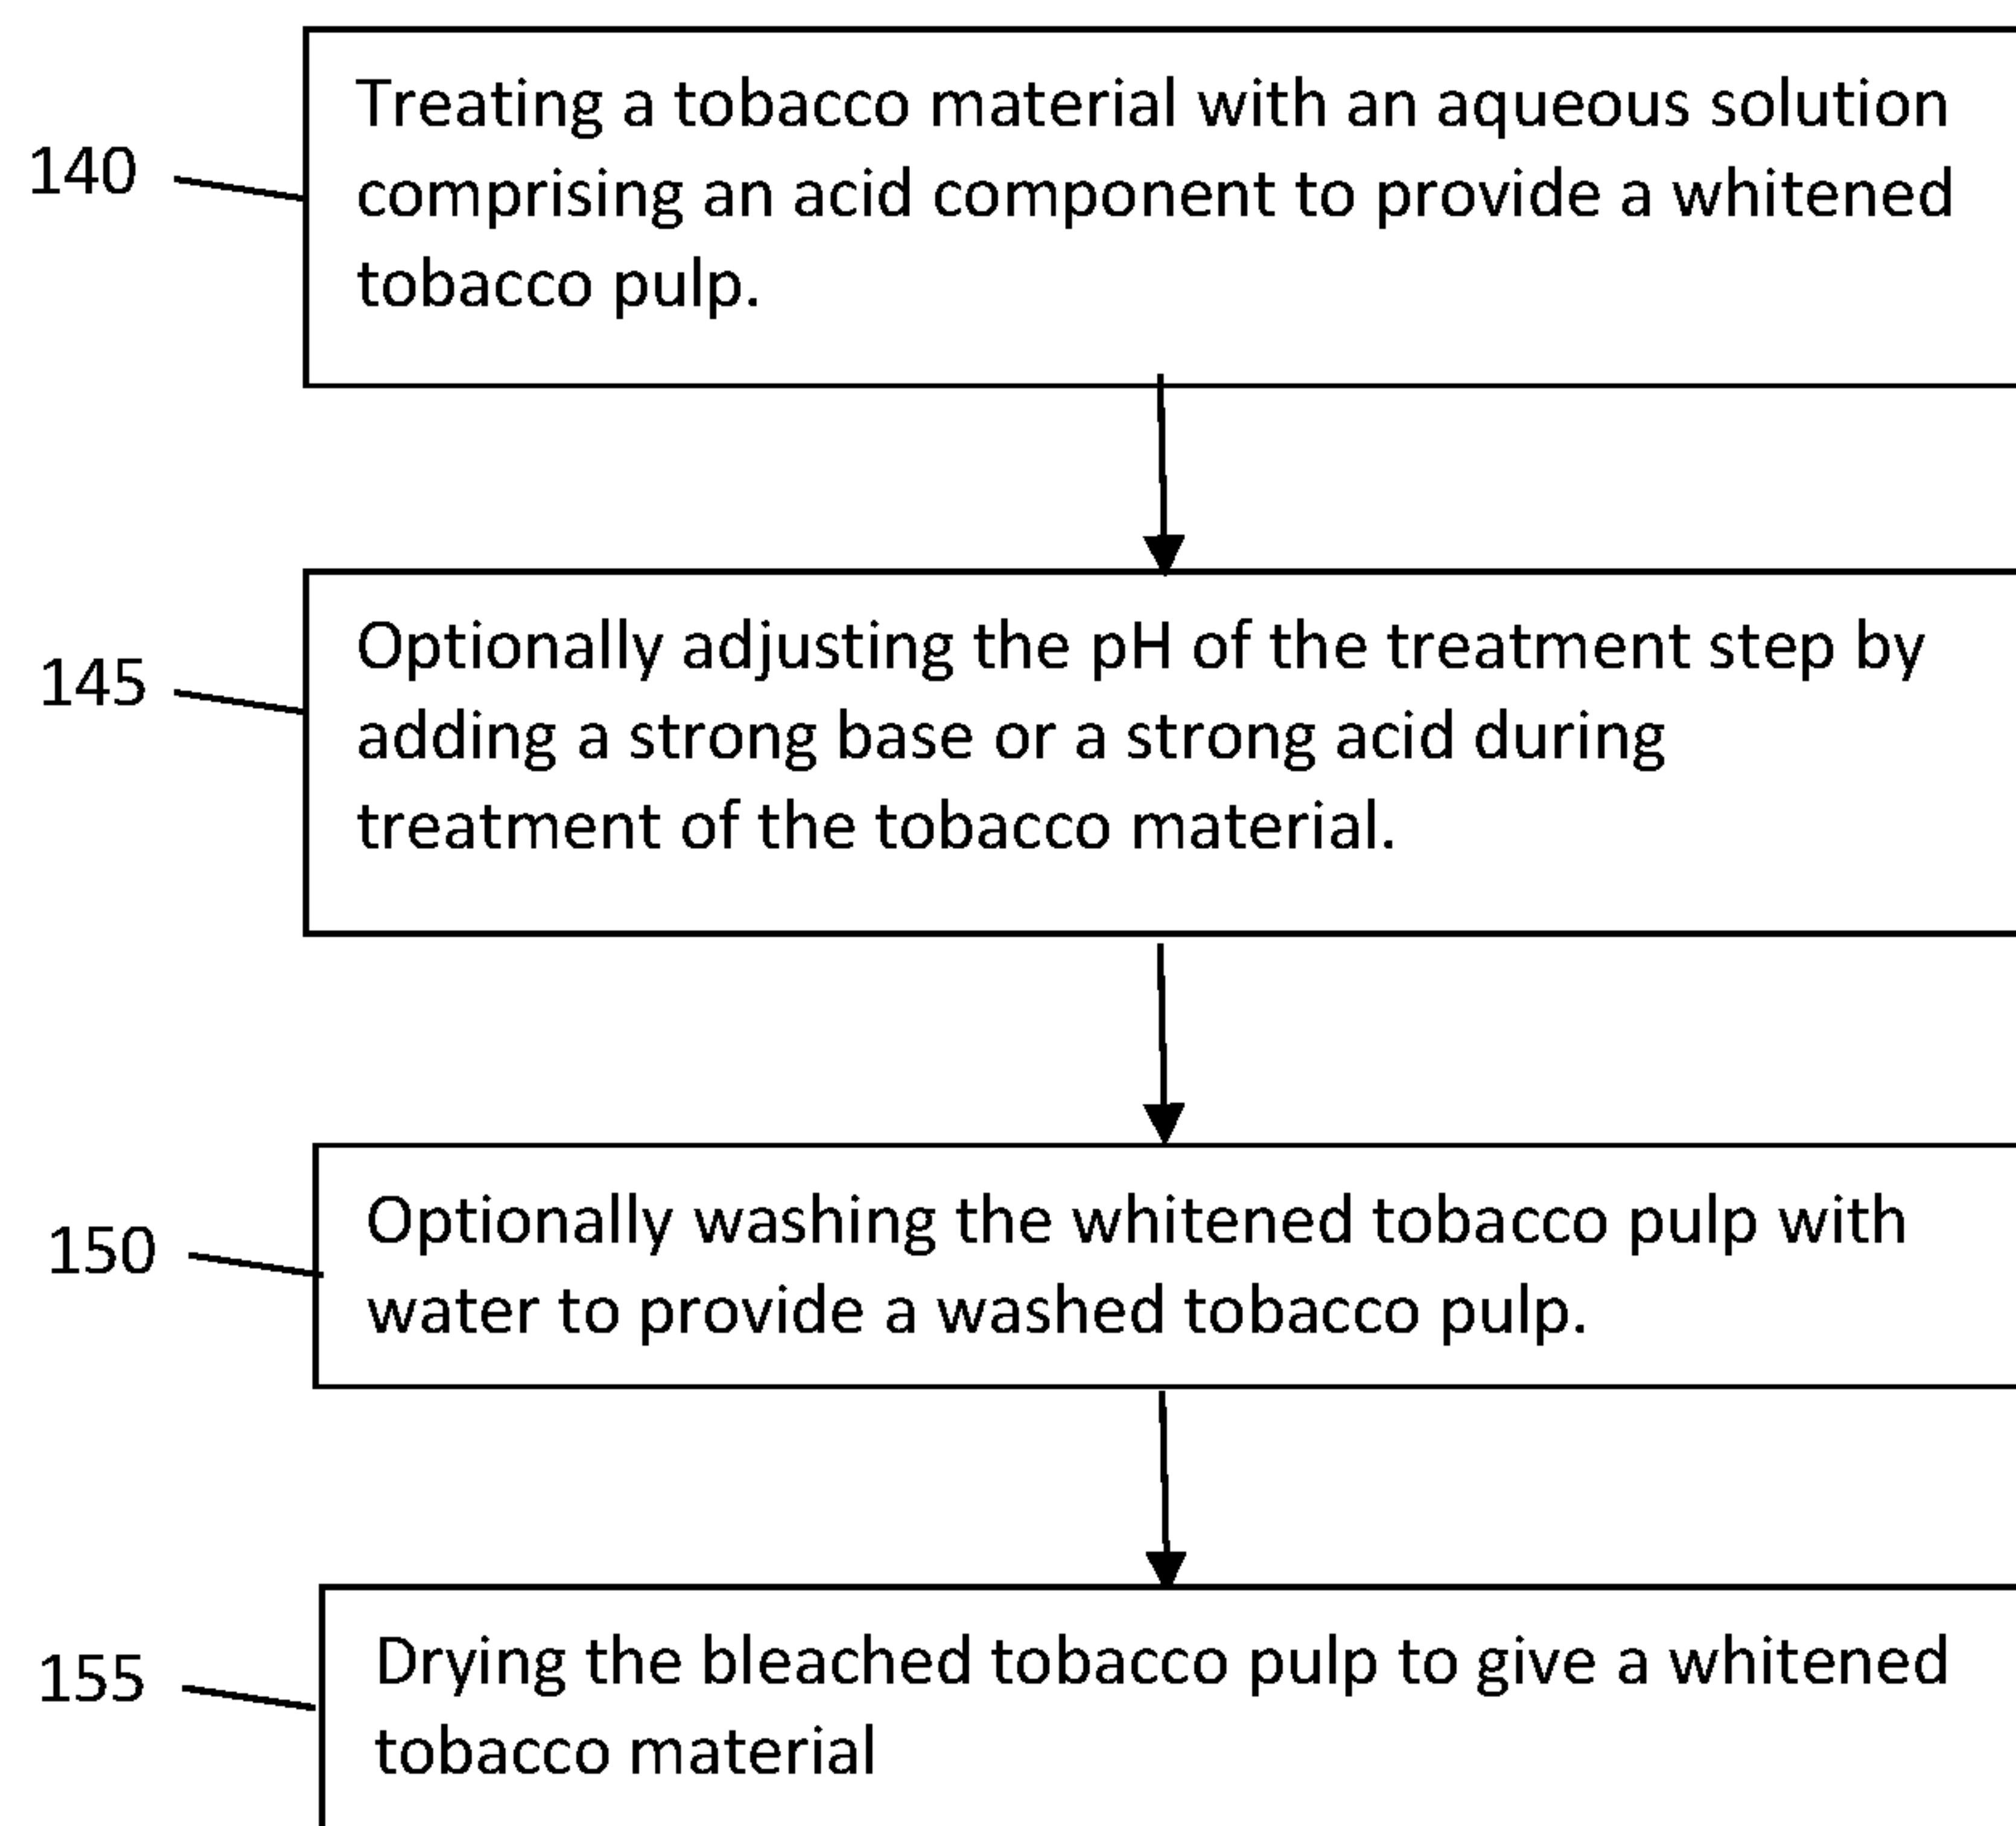 140
Treating a tobacco material with an aqueous solution
comprising an acid component to provide a whitened
tobacco pulp.
145
Optionally adjusting the pH of the treatment step by
adding a strong base or a strong acid during
treatment of the tobacco material.
150
Optionally washing the whitened tobacco pulp with
water to provide a washed tobacco pulp.
155
Drying the bleached tobacco pulp to give a whitened
tobacco material